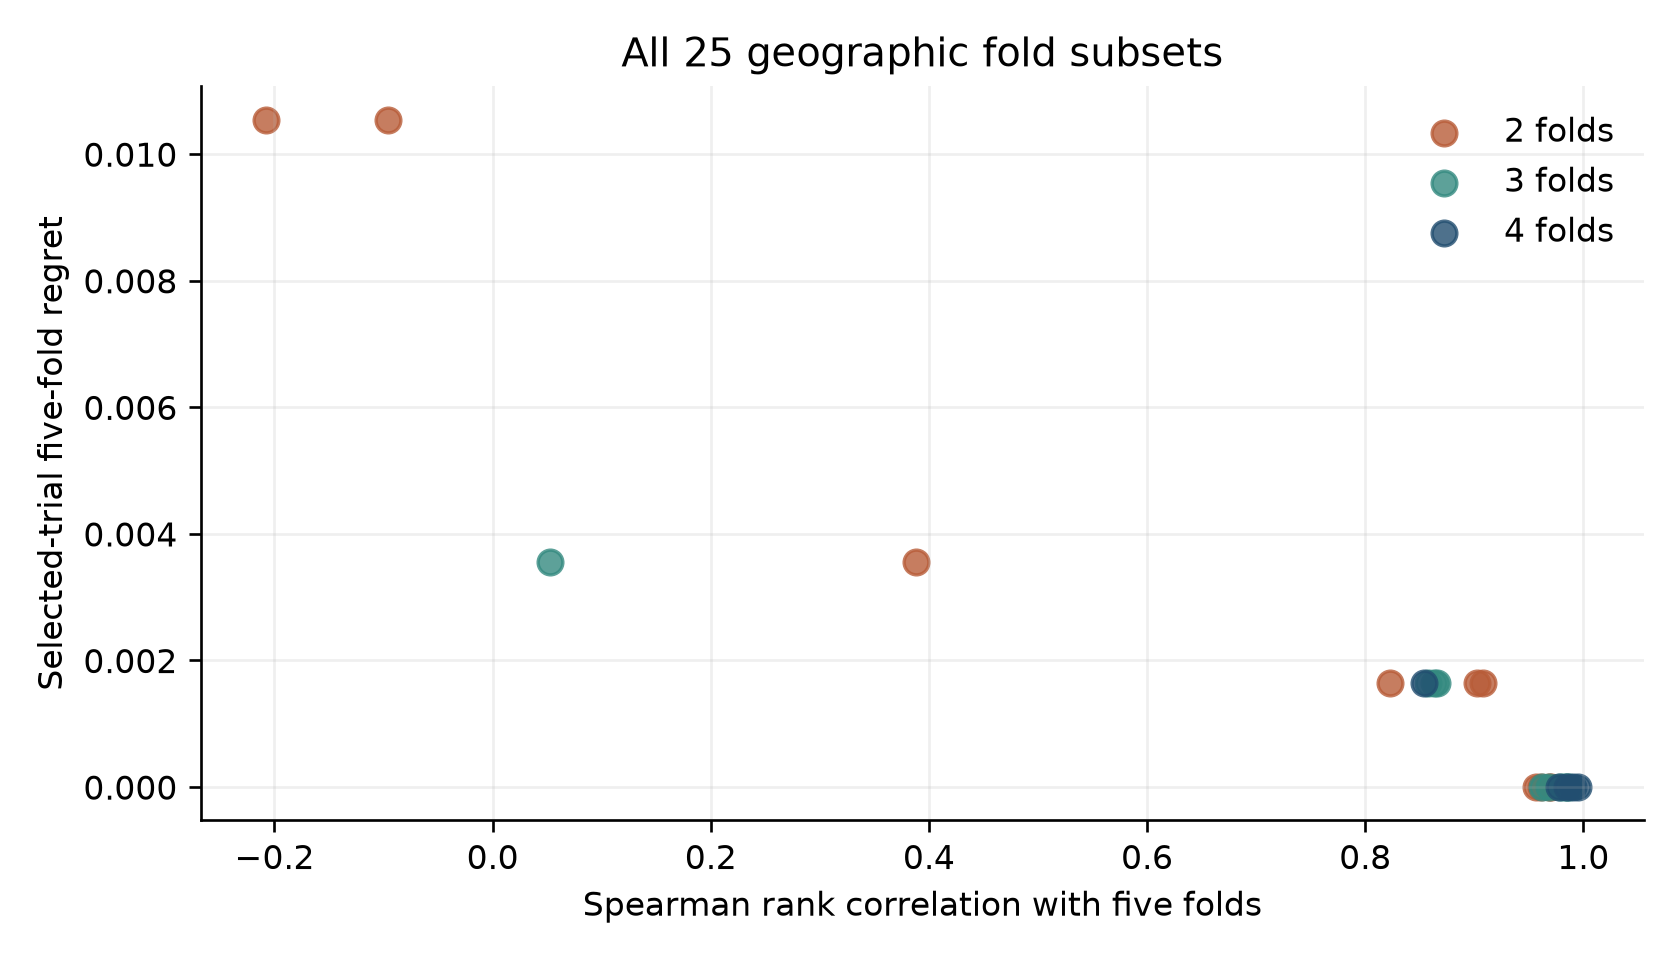 All 25 geographic fold subsets
2 folds
3 folds
4 folds
Selected-trial five-fold regret
0.010
0.008
0.006
0.004
0.002
0.000
−0.2
0.0
0.2
0.4
0.6
0.8
1.0
Spearman rank correlation with five folds